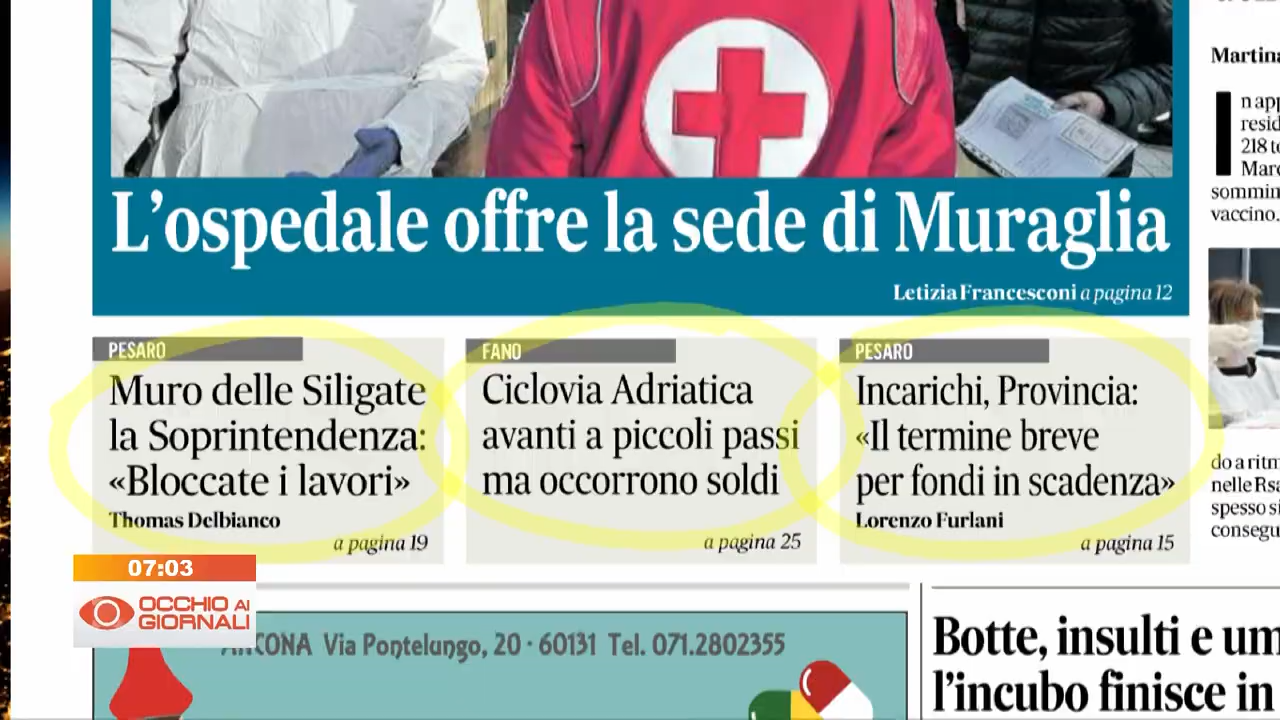 L'ospedale offre la sede di Muraglia
Letizia Francesconi a pagina 12
PESARO
Muro delle Siligate
la Soprintendenza:
«Bloccate i lavori»
Thomas Delbianco
a pagina 19
FANO
Ciclovia Adriatica
avanti a piccoli passi
ma occorrono soldi
a pagina 25
PESARO
Incarichi, Provincia:
«Il termine breve
per fondi in scadenza»
Lorenzo Furlani
a pagina 15
07:03
OCCHIO AI
GIORNALI
ANCONA Via Pontelungo, 20 · 60131 Tel. 071.2802355
Martina
In app
resid
218 t
Marc
sommin
vaccino.
do a ritm
nelle Rsa
spesso si
consegu
Botte, insulti e um
l'incubo finisce in